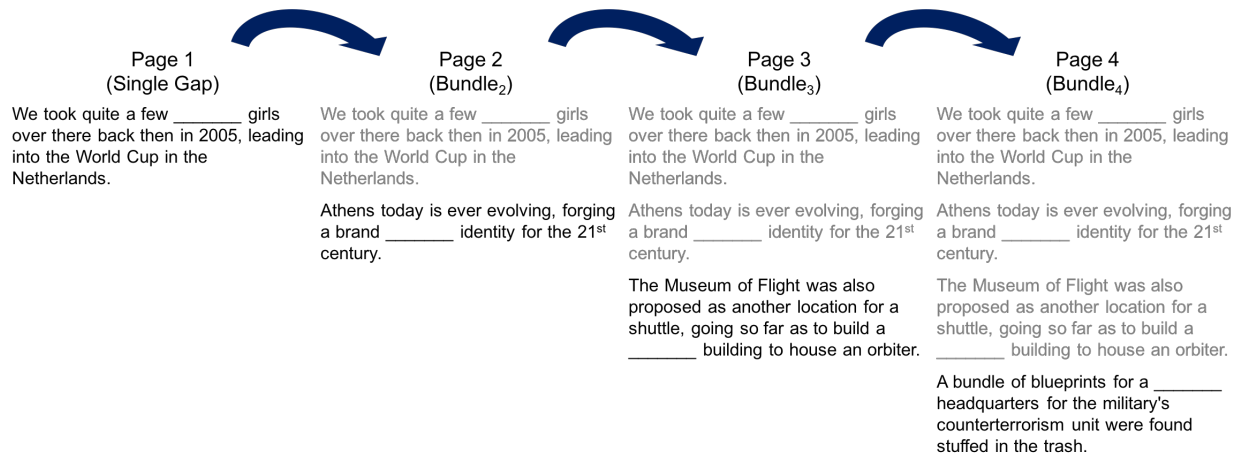 Page 1
(Single Gap)
We took quite a few _______ girls
over there back then in 2005, leading
into the World Cup in the
Netherlands.
Page 2
(Bundle₂)
We took quite a few _______ girls
over there back then in 2005, leading
into the World Cup in the
Netherlands.
Athens today is ever evolving, forging
a brand _______ identity for the 21ˢᵗ
century.
Page 3
(Bundle₃)
We took quite a few _______ girls
over there back then in 2005, leading
into the World Cup in the
Netherlands.
Athens today is ever evolving, forging
a brand _______ identity for the 21ˢᵗ
century.
The Museum of Flight was also
proposed as another location for a
shuttle, going so far as to build a
_______ building to house an orbiter.
Page 4
(Bundle₄)
We took quite a few _______ girls
over there back then in 2005, leading
into the World Cup in the
Netherlands.
Athens today is ever evolving, forging
a brand _______ identity for the 21ˢᵗ
century.
The Museum of Flight was also
proposed as another location for a
shuttle, going so far as to build a
_______ building to house an orbiter.
A bundle of blueprints for a _______
headquarters for the military's
counterterrorism unit were found
stuffed in the trash.